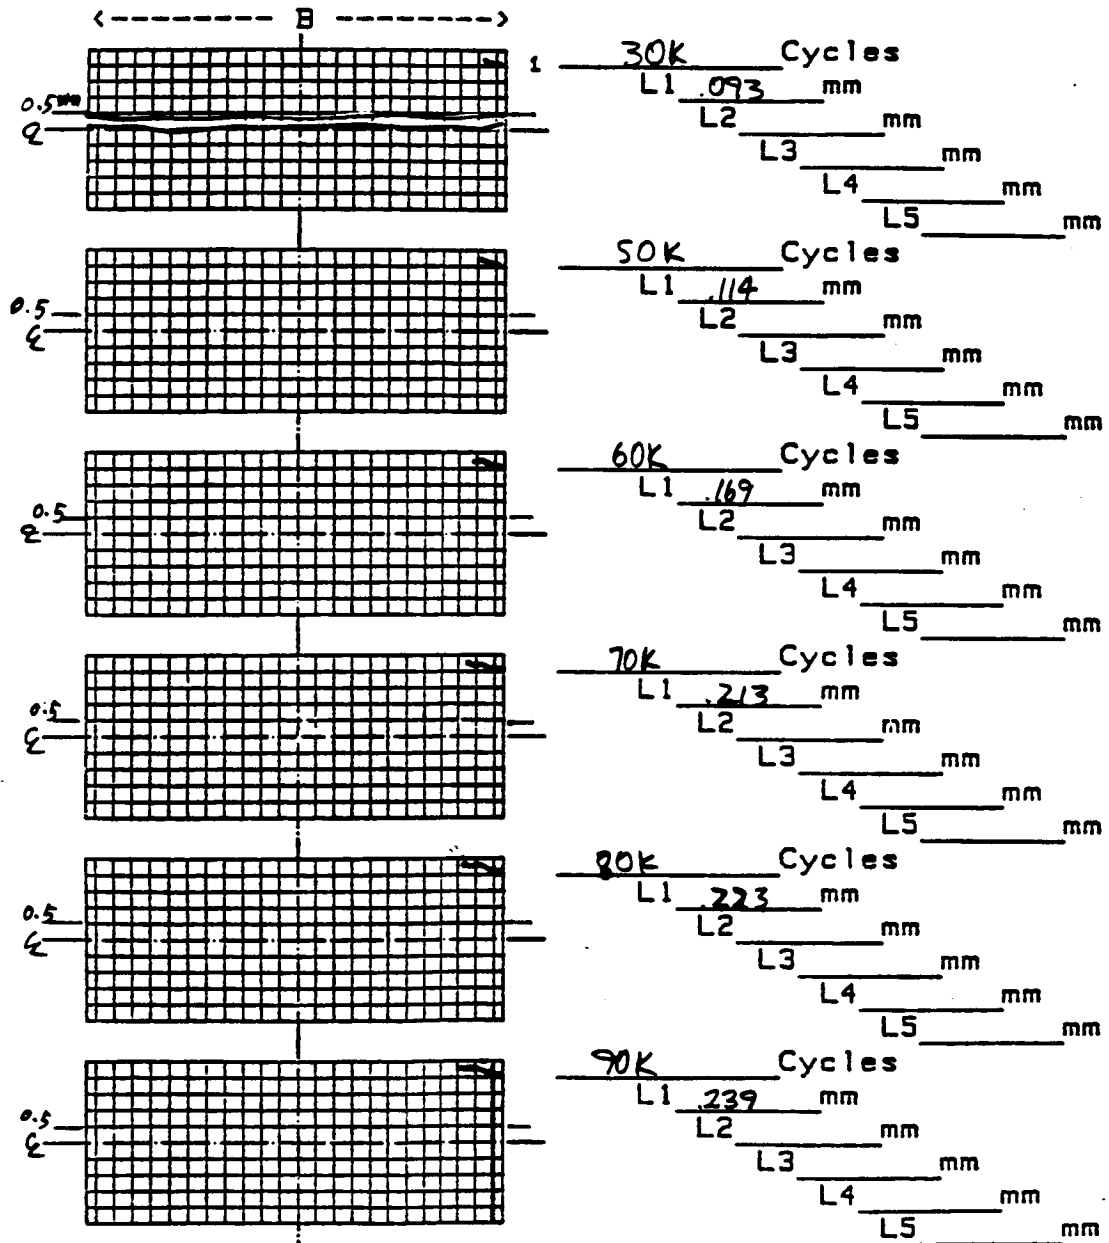 B
1 30K Cycles
L1 .093 mm
0.5mm
L2 mm
℄
L3 mm
L4 mm
L5 mm
50K Cycles
L1 .114 mm
0.5
L2 mm
℄
L3 mm
L4 mm
L5 mm
60K Cycles
L1 .169 mm
0.5
L2 mm
℄
L3 mm
L4 mm
L5 mm
70K Cycles
L1 .213 mm
0.5
L2 mm
℄
L3 mm
L4 mm
L5 mm
80K Cycles
L1 .223 mm
0.5
L2 mm
℄
L3 mm
L4 mm
L5 mm
90K Cycles
L1 .239 mm
0.5
L2 mm
℄
L3 mm
L4 mm
L5 mm